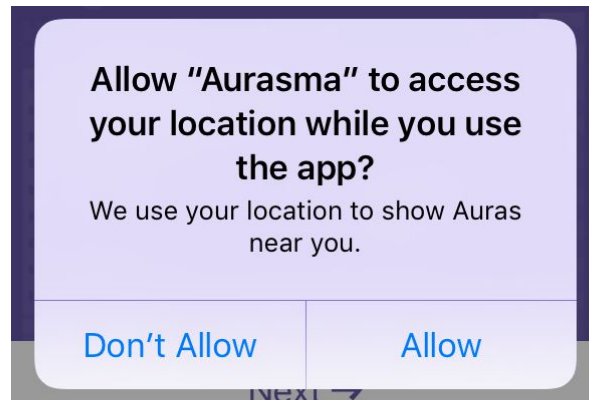 Allow “Aurasma” to access
your location while you use
the app?
We use your location to show Auras
near you.
Don’t Allow
Allow
Next →